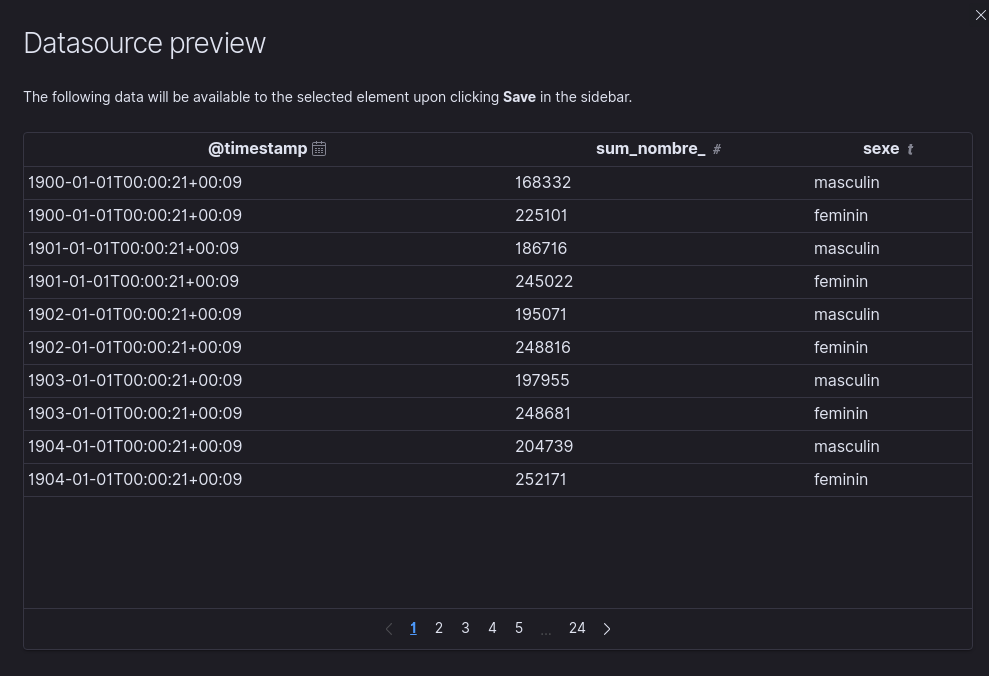 Datasource preview
The following data will be available to the selected element upon clicking Save in the sidebar.
@timestamp sum_nombre_ # sexe t
1900-01-01T00:00:21+00:09 168332 masculin
1900-01-01T00:00:21+00:09 225101 feminin
1901-01-01T00:00:21+00:09 186716 masculin
1901-01-01T00:00:21+00:09 245022 feminin
1902-01-01T00:00:21+00:09 195071 masculin
1902-01-01T00:00:21+00:09 248816 feminin
1903-01-01T00:00:21+00:09 197955 masculin
1903-01-01T00:00:21+00:09 248681 feminin
1904-01-01T00:00:21+00:09 204739 masculin
1904-01-01T00:00:21+00:09 252171 feminin
1 2 3 4 5 ... 24